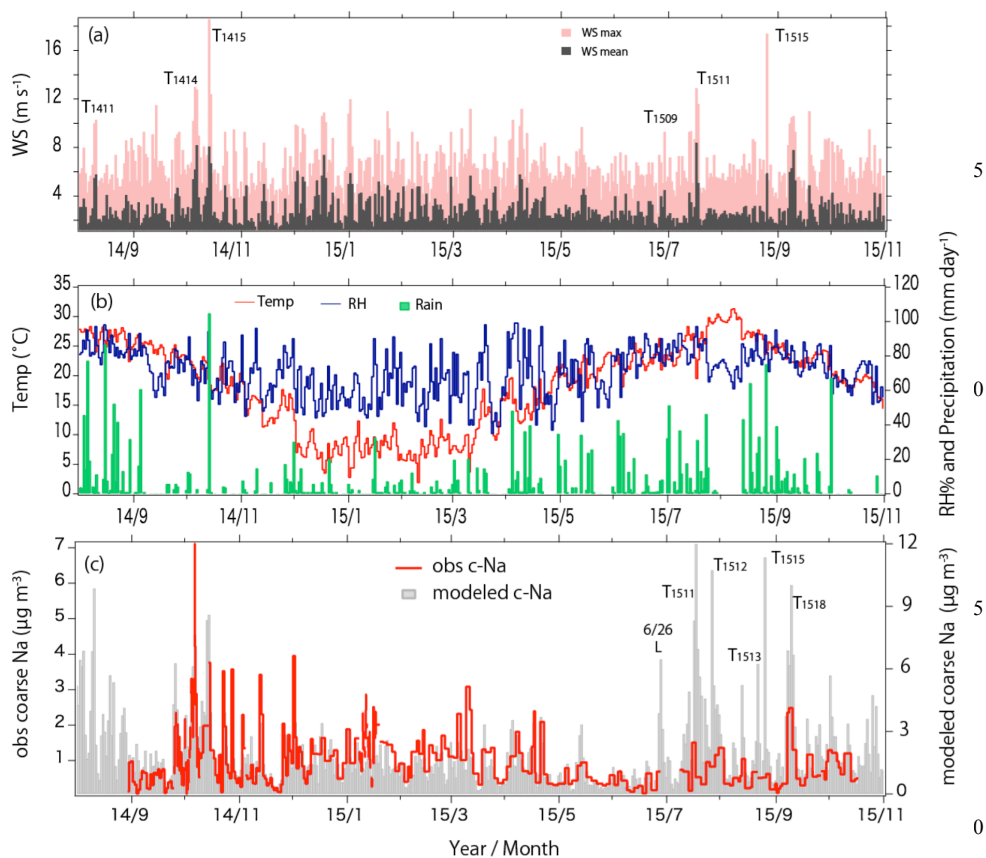 (a)
T1415
T1414
T1411
WS max
WS mean
T1515
T1511
T1509
WS (m s⁻¹)
16
12
8
4
14/9 14/11 15/1 15/3 15/5 15/7 15/9 15/11
5
(b)
Temp RH Rain
Temp (°C)
35
30
25
20
15
10
5
0
120
100
80
60
40
20
0
RH% and Precipitation (mm day⁻¹)
14/9 14/11 15/1 15/3 15/5 15/7 15/9 15/11
0
(c)
obs c-Na
modeled c-Na
T1511
T1512
T1515
T1518
T1513
6/26
L
obs coarse Na (µg m⁻³)
7
6
5
4
3
2
1
12
9
6
3
0
modeled coarse Na (µg m⁻³)
14/9 14/11 15/1 15/3 15/5 15/7 15/9 15/11
Year / Month
5
0